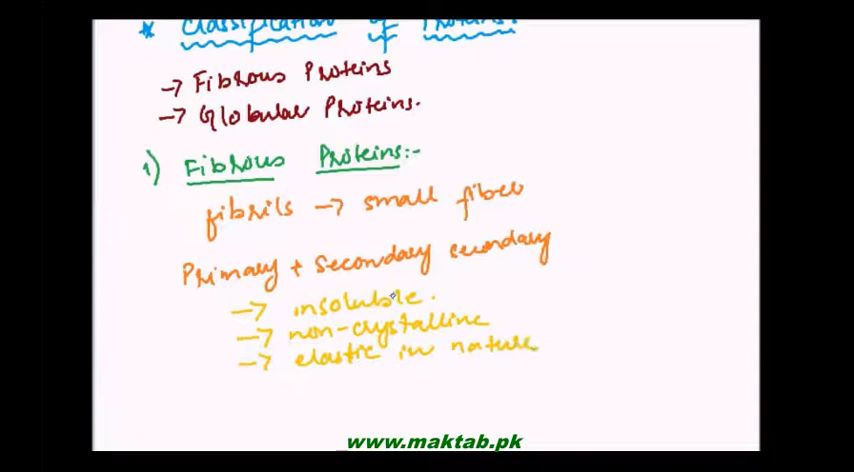 * Classification of Proteins:
→ Fibrous Proteins
→ Globular Proteins.
1) Fibrous Proteins:-
fibrils → small fiber
Primary + secondary secondary
→ insoluble.
→ non-crystalline
→ elastic in nature
www.maktab.pk